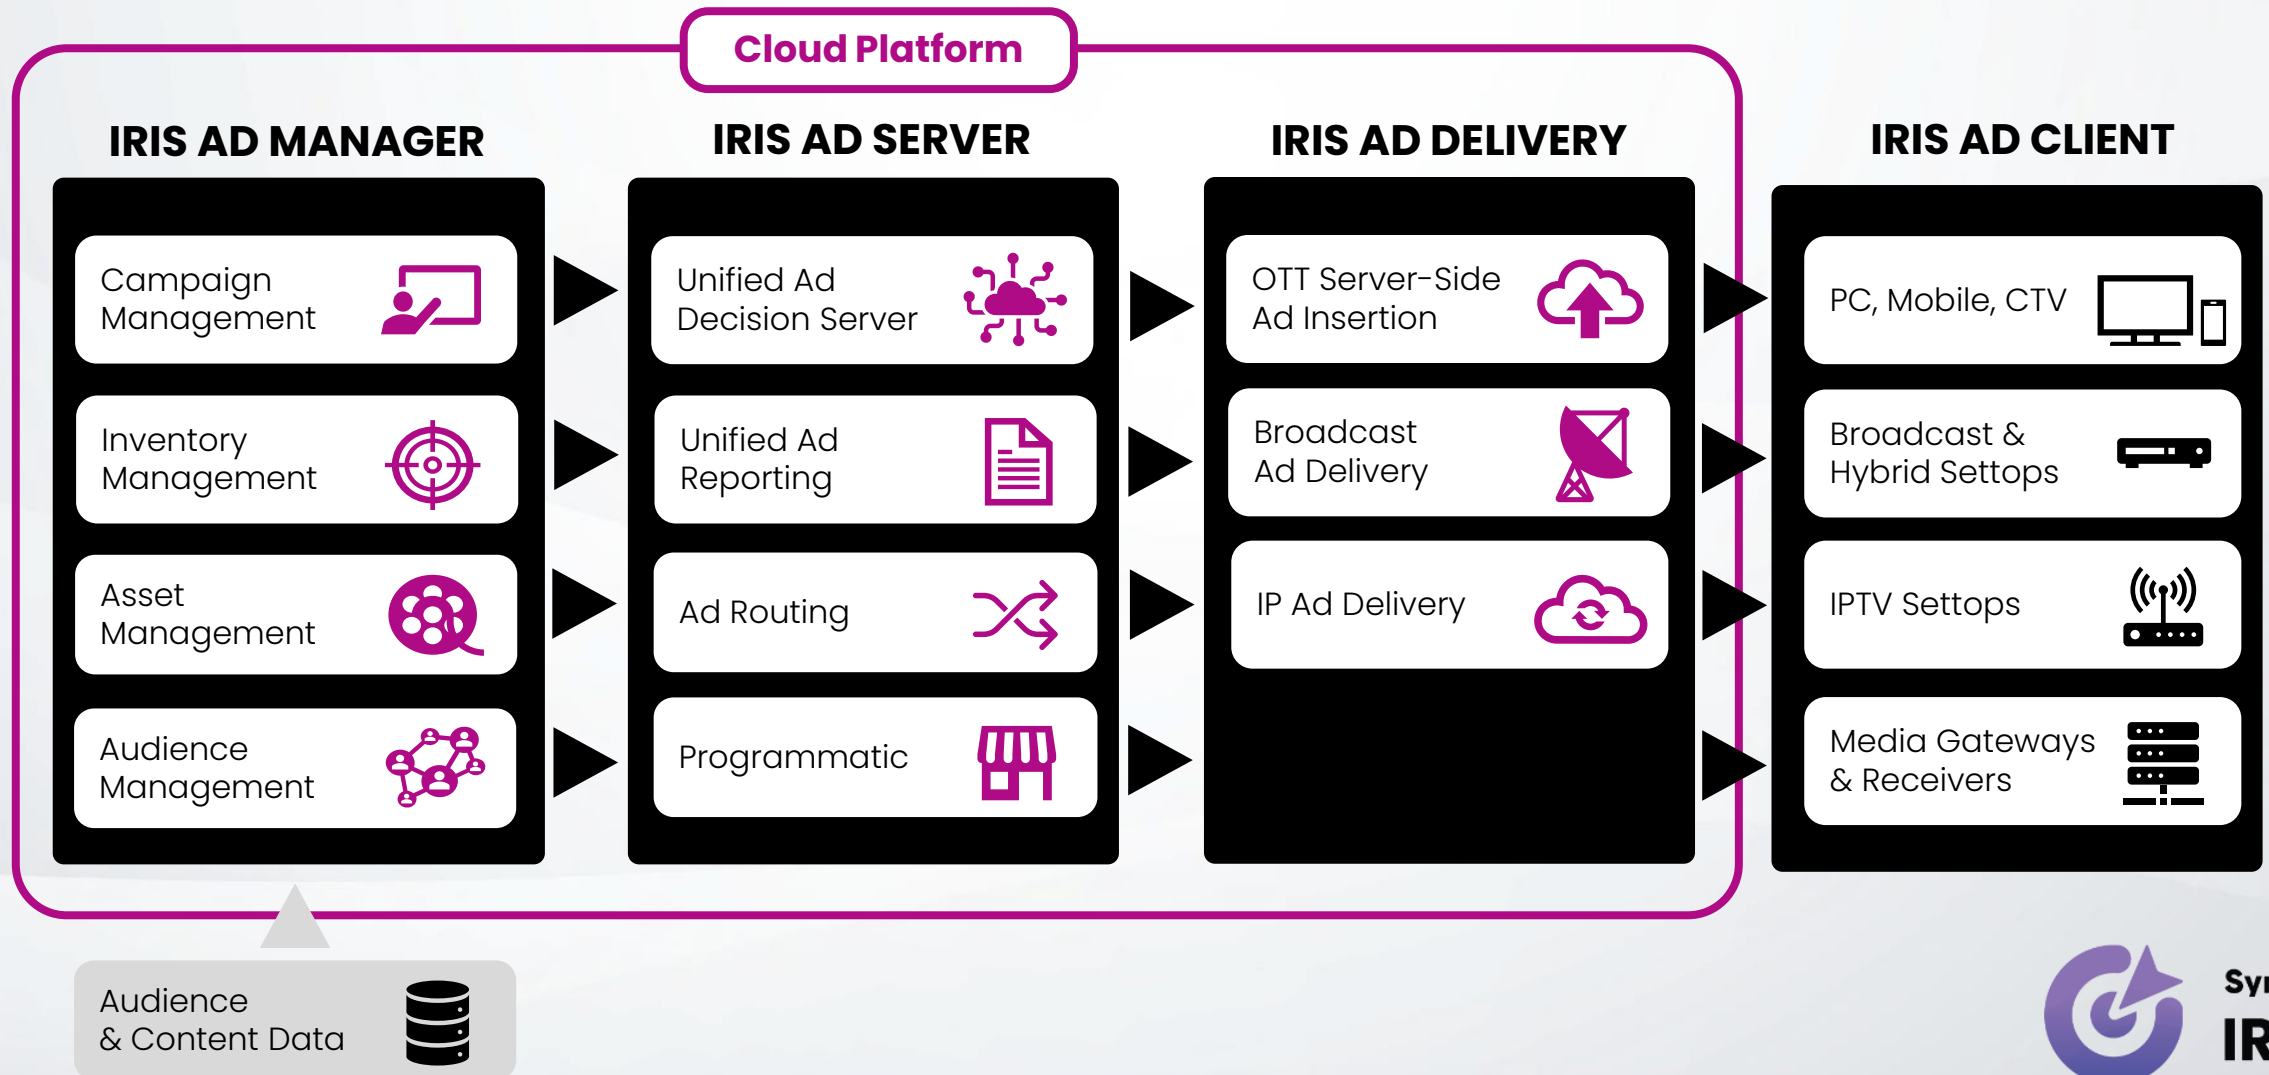 Cloud Platform
IRIS AD MANAGER
Campaign
Management
Inventory
Management
Asset
Management
Audience
Management
IRIS AD SERVER
Unified Ad
Decision Server
Unified Ad
Reporting
Ad Routing
Programmatic
IRIS AD DELIVERY
OTT Server-Side
Ad Insertion
Broadcast
Ad Delivery
IP Ad Delivery
IRIS AD CLIENT
PC, Mobile, CTV
Broadcast &
Hybrid Settops
IPTV Settops
Media Gateways
& Receivers
Audience
& Content Data